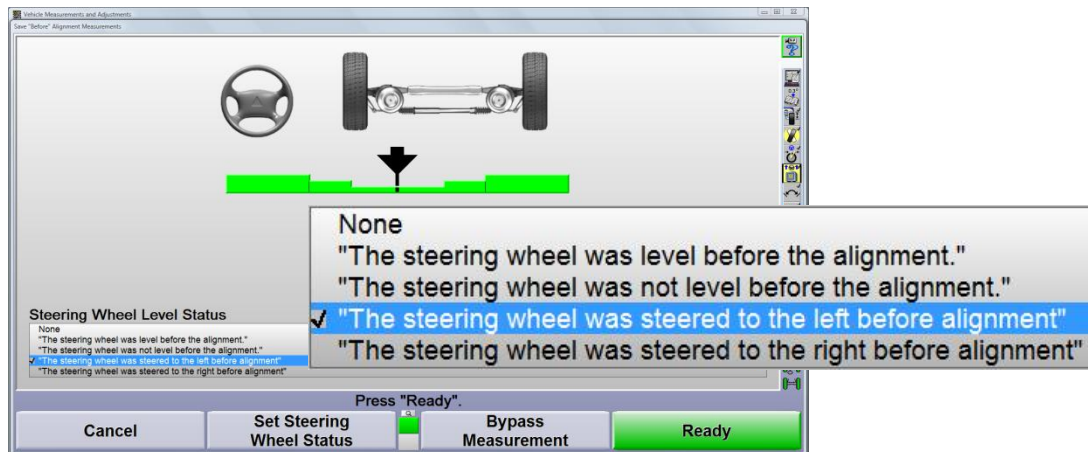 Vehicle Measurements and Adjustments
Save "Before" Alignment Measurements
None
"The steering wheel was level before the alignment."
"The steering wheel was not level before the alignment."
✓ "The steering wheel was steered to the left before alignment"
"The steering wheel was steered to the right before alignment"
Steering Wheel Level Status
None
"The steering wheel was level before the alignment."
"The steering wheel was not level before the alignment."
✓ "The steering wheel was steered to the left before alignment"
"The steering wheel was steered to the right before alignment"
Press "Ready".
Cancel
Set Steering
Wheel Status
Bypass
Measurement
Ready